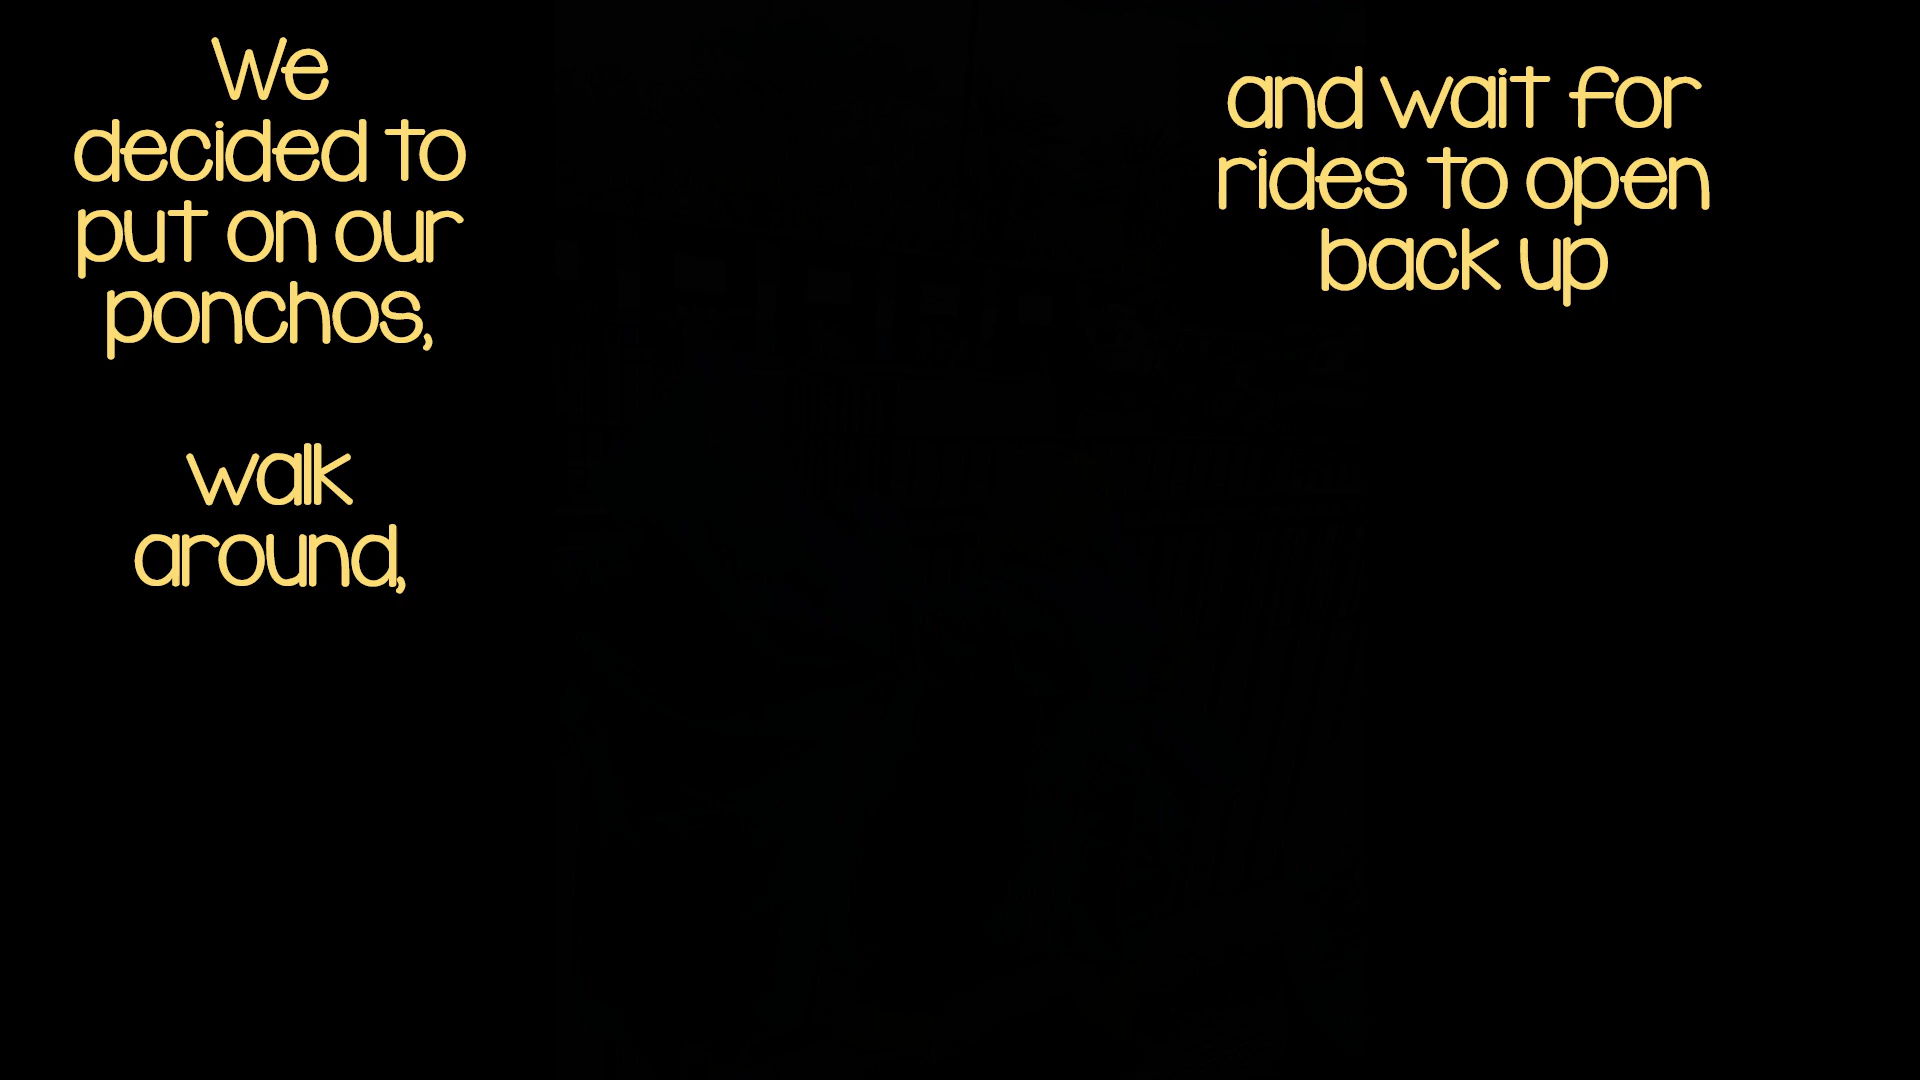 We
decided to
put on our
ponchos,
walk
around,
and wait for
rides to open
back up